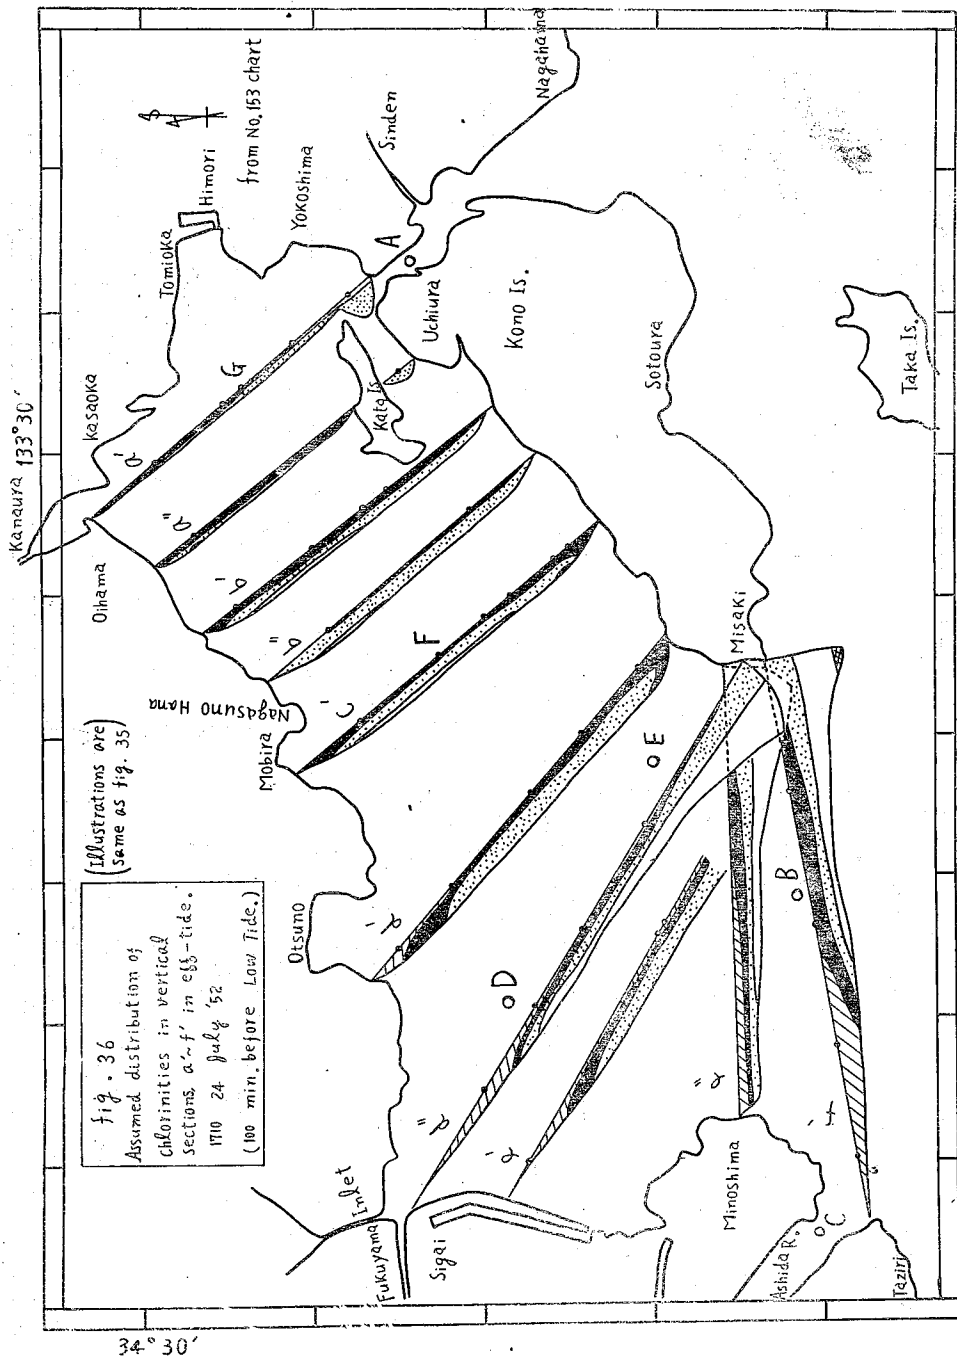 fig. 36
Assumed distribution of
chlorinities in vertical
sections, a'~f' in eff-tide.
1710 24 July '52
(100 min. before Low Tide.)
(Illustrations are
same as fig. 35)
from No. 153 chart
Kanaura 133°30'
34°30'
Kasaoka
Tomioka
Himori
Yokoshima
Sinden
Nagahama
Oihama
Nagasuno Hana
Mobira
Otsuno
Inlet
Fukuyama
Sigai
Minoshima
Ashida R.
Taziri
Misaki
Sotoura
Kono Is.
Uchiura
Kata Is.
Taka Is.
A
B
C
D
E
F
G
a'
a"
b'
b"
c'
d'
d"
e'
e"
f'